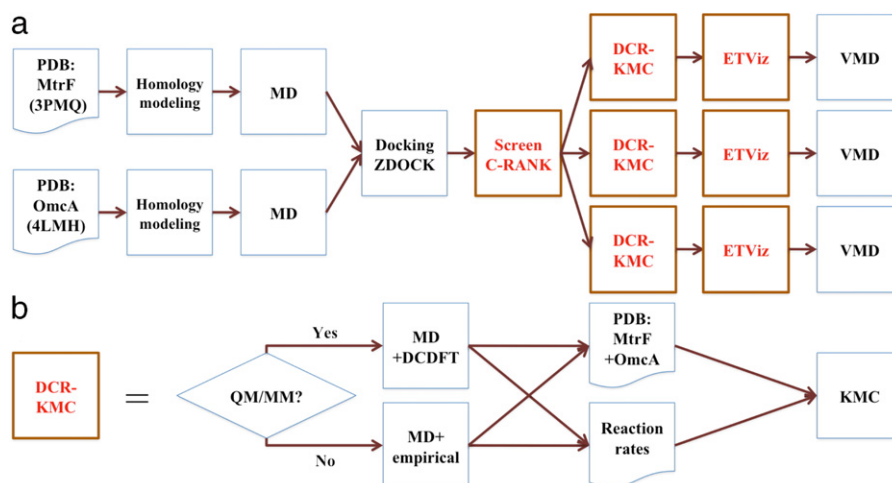 a
PDB:
MtrF
(3PMQ)
Homology
modeling
MD
PDB:
OmcA
(4LMH)
Homology
modeling
MD
Docking
ZDOCK
Screen
C-RANK
DCR-
KMC
ETViz
VMD
DCR-
KMC
ETViz
VMD
DCR-
KMC
ETViz
VMD
b
DCR-
KMC
=
QM/MM?
Yes
No
MD
+DCDFT
MD+
empirical
PDB:
MtrF
+OmcA
Reaction
rates
KMC